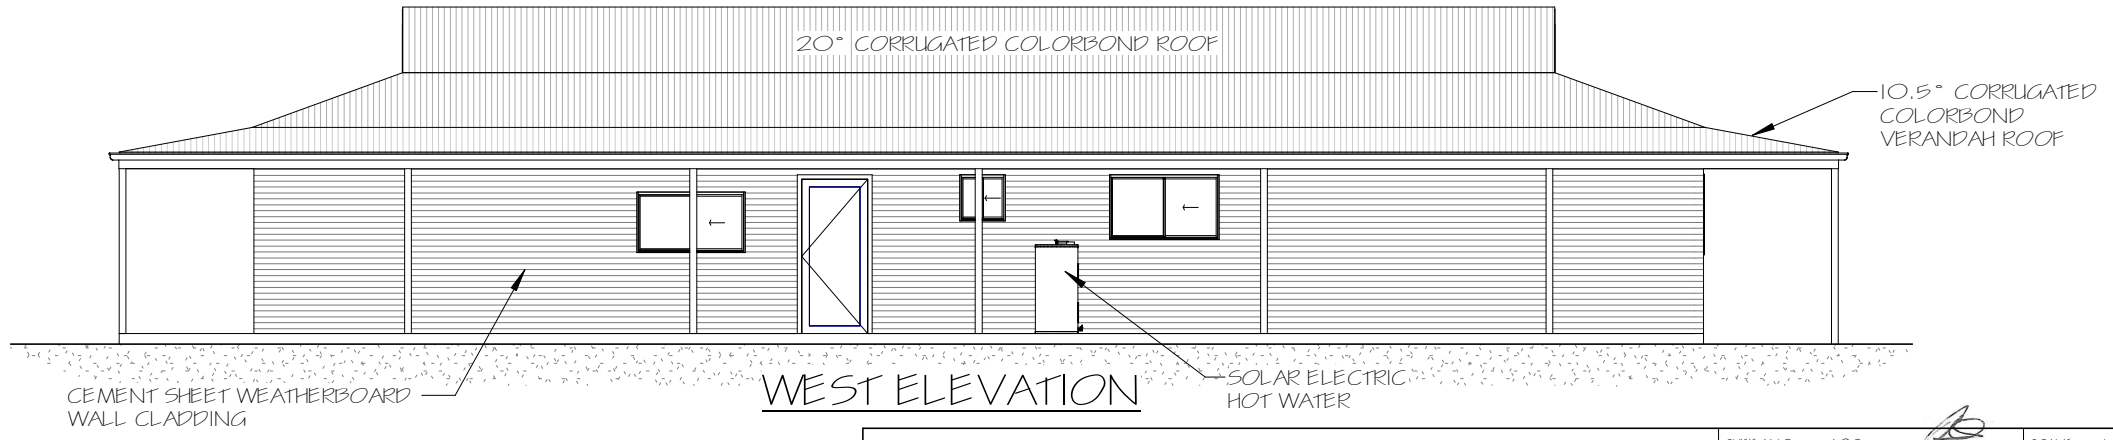 20° CORRUGATED COLORBOND ROOF
10.5° CORRUGATED
COLORBOND
VERANDAH ROOF
CEMENT SHEET WEATHERBOARD
WALL CLADDING
WEST ELEVATION
SOLAR ELECTRIC
HOT WATER